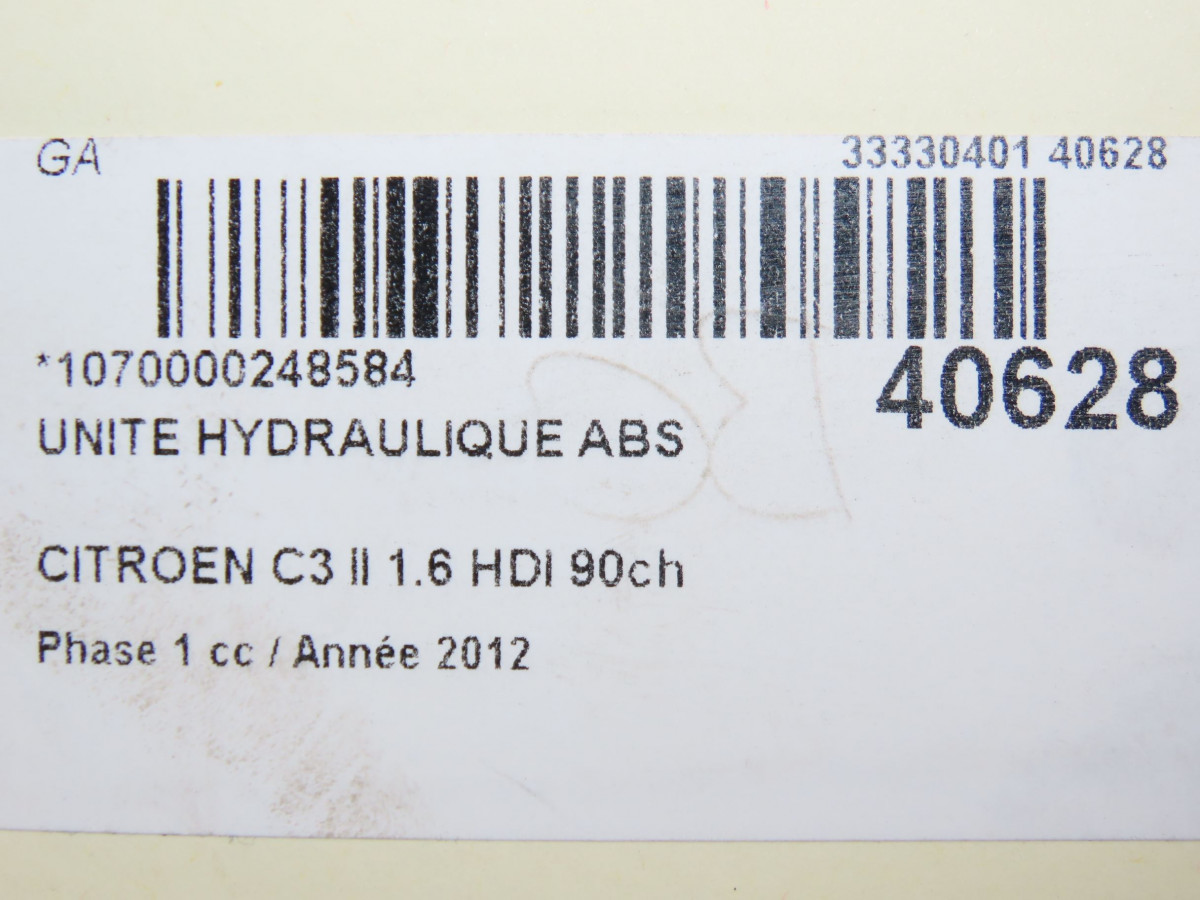 GA 33330401 40628
*1070000248584 40628
UNITE HYDRAULIQUE ABS
CITROEN C3 II 1.6 HDI 90ch
Phase 1 cc / Année 2012